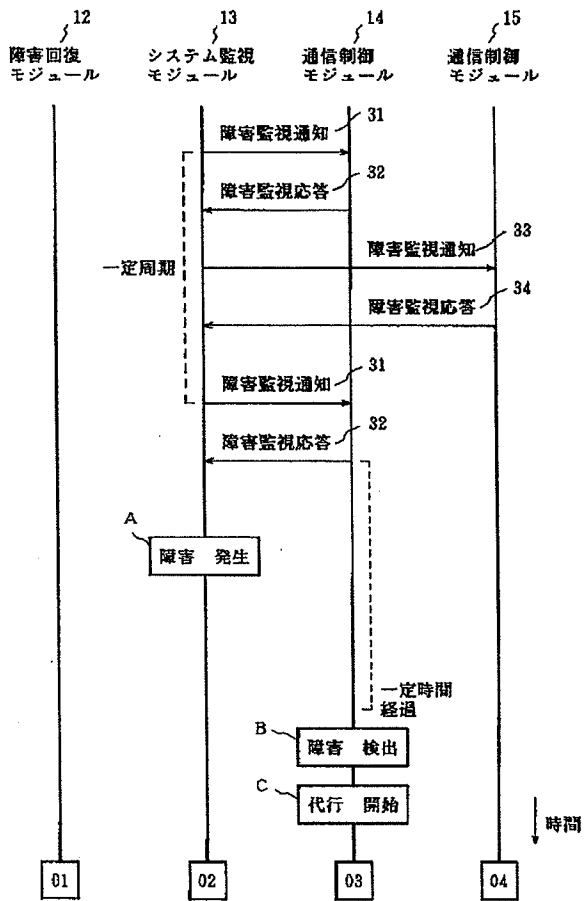 12
障害回復
モジュール
13
システム監視
モジュール
14
通信制御
モジュール
15
通信制御
モジュール
31
障害監視通知
32
障害監視応答
33
障害監視通知
34
障害監視応答
一定周期
31
障害監視通知
32
障害監視応答
A
障害 発生
一定時間
経過
B
障害 検出
C
代行 開始
時間
01
02
03
04